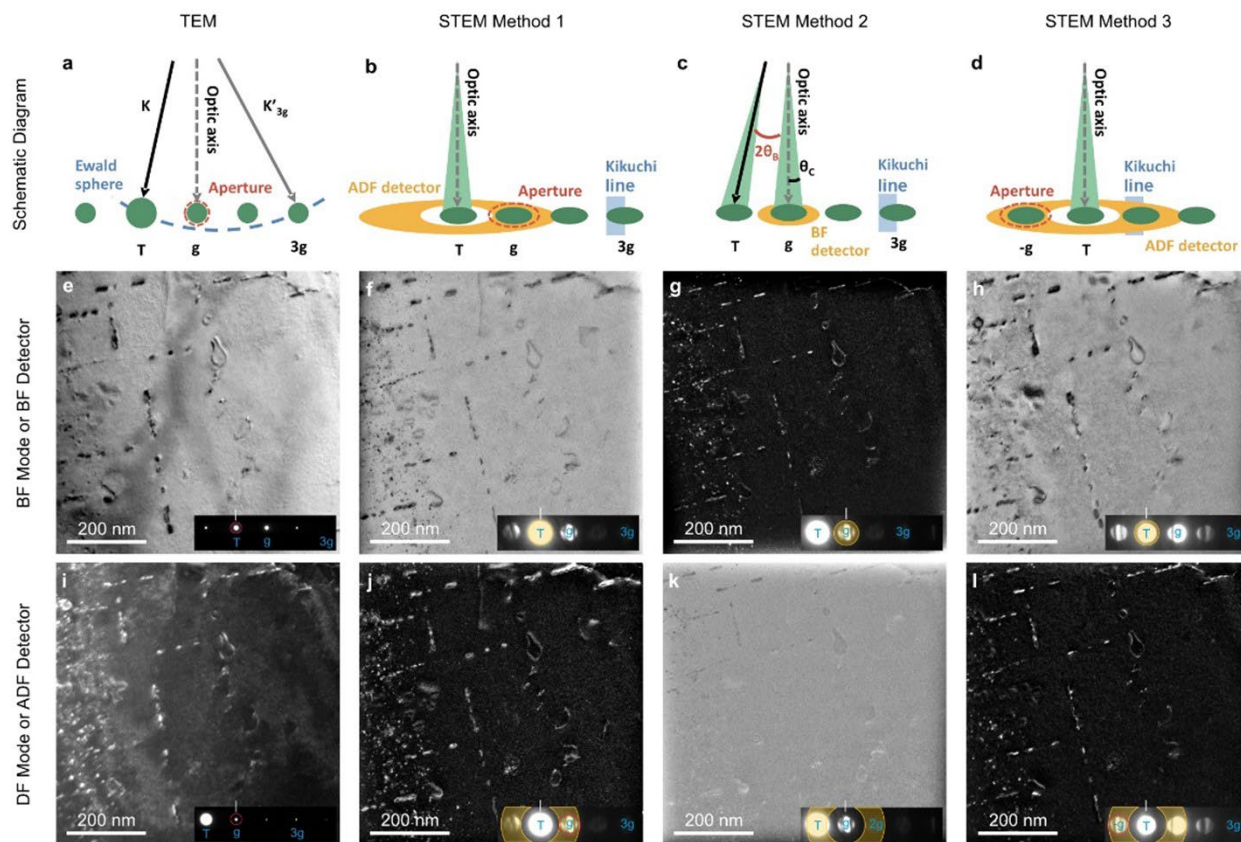 TEM
STEM Method 1
STEM Method 2
STEM Method 3
Schematic Diagram
a
K
Optic axis
K'3g
Ewald
sphere
Aperture
T
g
3g
b
Optic axis
ADF detector
Aperture
Kikuchi
line
T
g
3g
c
Optic axis
2θB
θC
Kikuchi
line
T
g
BF
detector
3g
d
Optic axis
Aperture
Kikuchi
line
-g
T
ADF detector
BF Mode or BF Detector
e
200 nm
T
g
3g
f
200 nm
T
g
3g
g
200 nm
T
g
3g
h
200 nm
T
g
3g
DF Mode or ADF Detector
i
200 nm
T
g
3g
j
200 nm
T
g
3g
k
200 nm
T
g
2g
l
200 nm
-g
T
3g